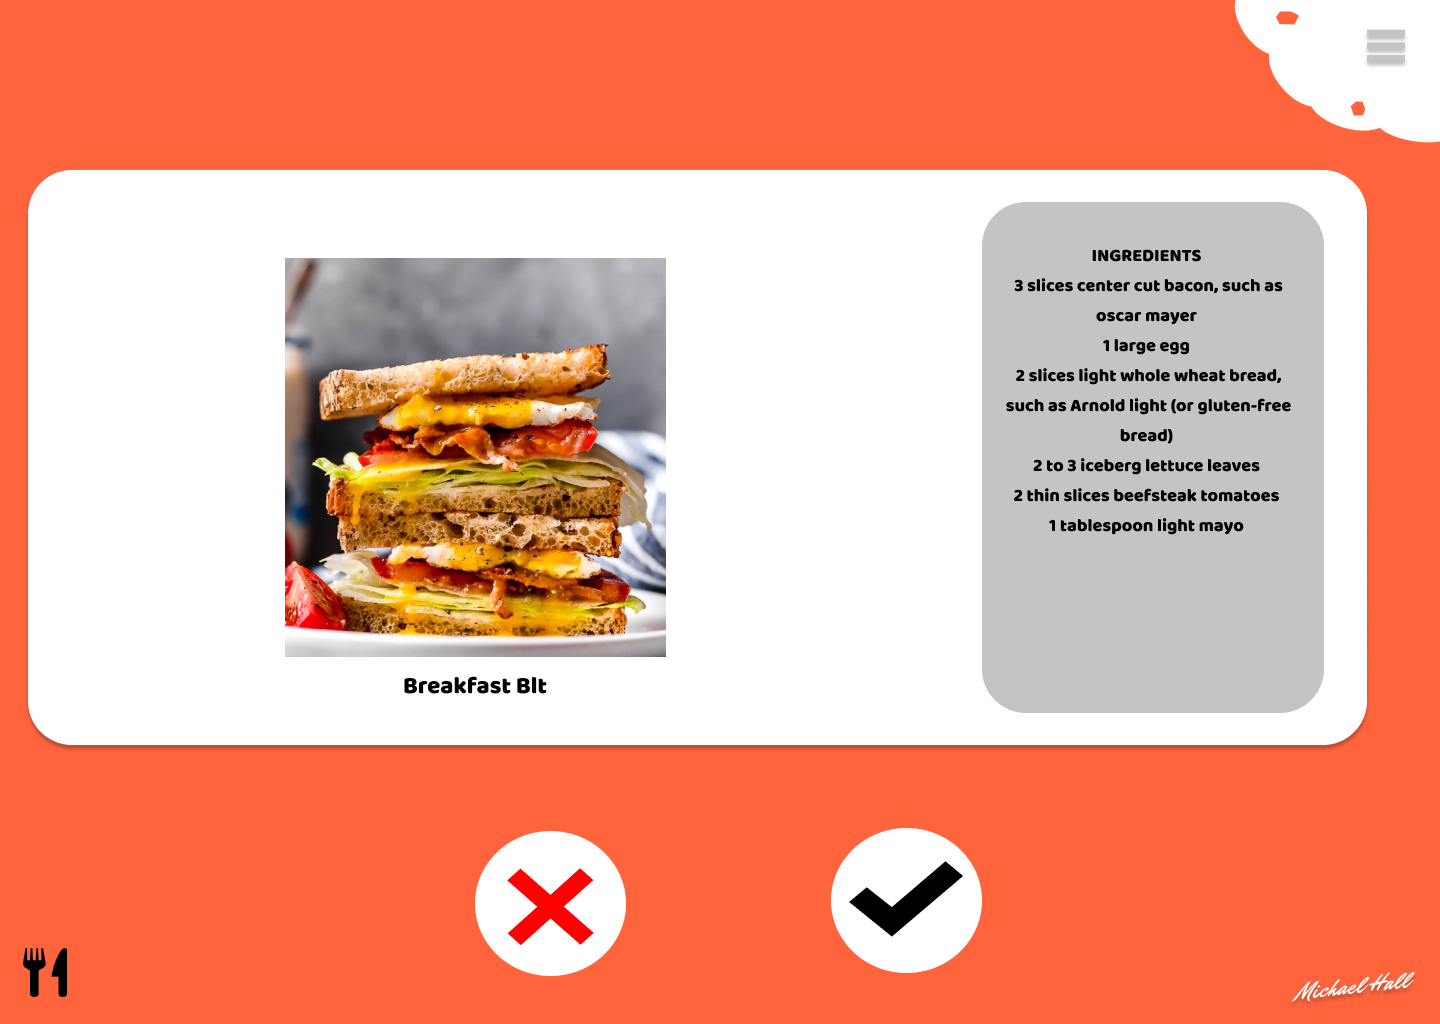 INGREDIENTS
3 slices center cut bacon, such as
oscar mayer
1 large egg
2 slices light whole wheat bread,
such as Arnold light (or gluten-free
bread)
2 to 3 iceberg lettuce leaves
2 thin slices beefsteak tomatoes
1 tablespoon light mayo
Breakfast Blt
Michael Hall